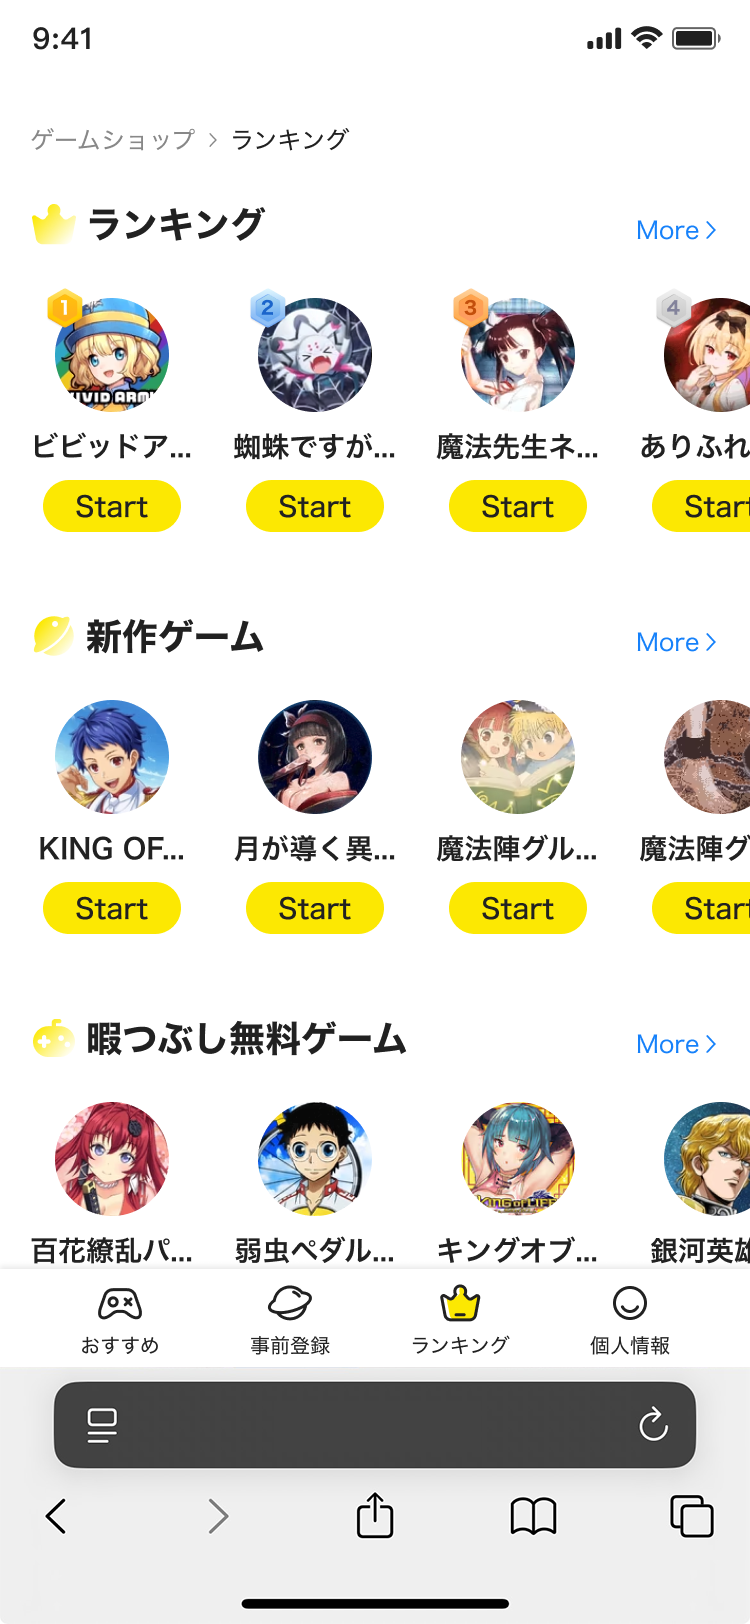 9:41
ゲームショップ > ランキング
ランキング
More >
1
2
3
4
VIVID ARMY
ビビッドア...
蜘蛛ですが...
魔法先生ネ...
ありふれ
Start
Start
Start
Start
新作ゲーム
More >
KING OF...
月が導く異...
魔法陣グル...
魔法陣グ
Start
Start
Start
Start
暇つぶし無料ゲーム
More >
KING OF LIFE
百花繚乱パ...
弱虫ペダル...
キングオブ...
銀河英雄
おすすめ
事前登録
ランキング
個人情報